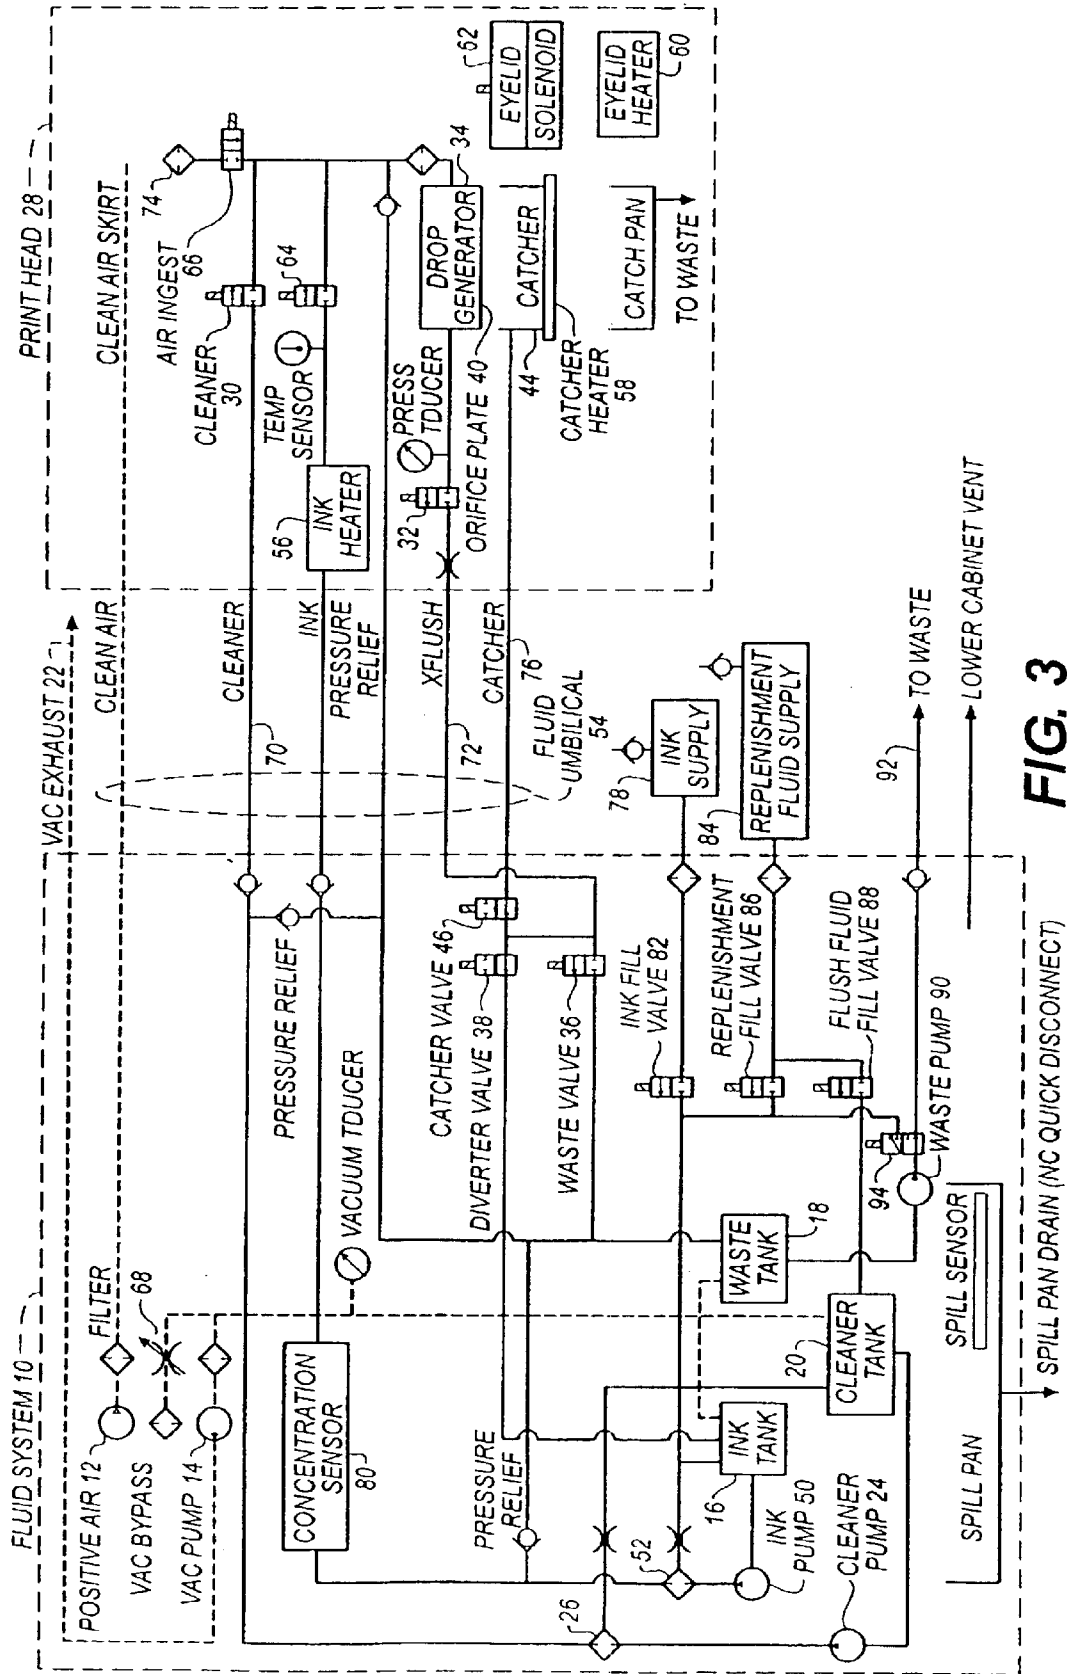 PRINT HEAD 28
CLEAN AIR SKIRT
74
AIR INGEST
66
CLEANER
30
64
TEMP
SENSOR
56
INK
HEATER
PRESS
TDUCER
32
ORIFICE PLATE 40
DROP
GENERATOR
34
62
EYELID
SOLENOID
EYELID
HEATER
60
CATCHER
44
CATCHER
HEATER
58
CATCH PAN
TO WASTE
VAC EXHAUST 22
CLEAN AIR
CLEANER
70
INK
PRESSURE
RELIEF
XFLUSH
72
CATCHER
76
FLUID
UMBILICAL
54
78
INK
SUPPLY
84
REPLENISHMENT
FLUID SUPPLY
92
TO WASTE
LOWER CABINET VENT
FLUID SYSTEM 10
POSITIVE AIR 12
FILTER
VAC BYPASS
68
VAC PUMP 14
PRESSURE RELIEF
VACUUM TDUCER
CONCENTRATION
SENSOR
80
CATCHER VALVE 46
DIVERTER VALVE 38
WASTE VALVE 36
INK FILL
VALVE 82
REPLENISHMENT
FILL VALVE 86
FLUSH FLUID
FILL VALVE 88
PRESSURE
RELIEF
52
26
16
INK
TANK
WASTE
TANK
18
20
CLEANER
TANK
INK
PUMP 50
CLEANER
PUMP 24
94
WASTE PUMP 90
SPILL PAN
SPILL SENSOR
SPILL PAN DRAIN (NC QUICK DISCONNECT)
FIG. 3